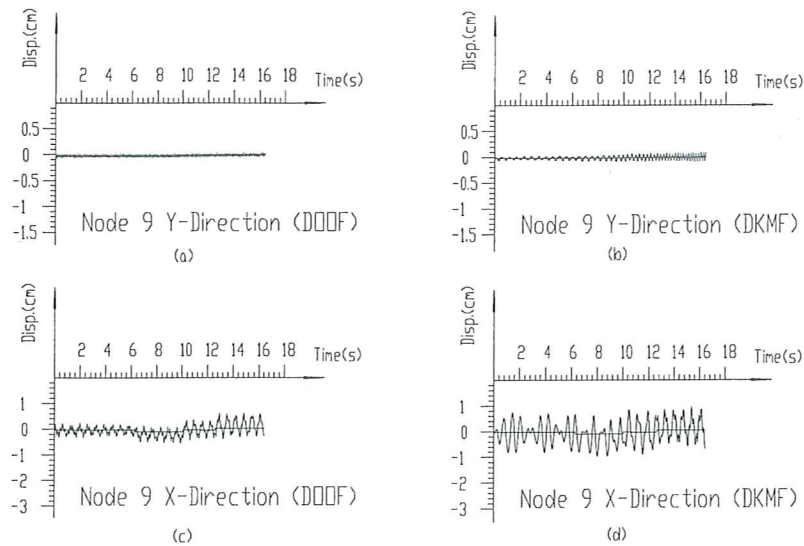 Disp.(cm)
2 4 6 8 10 12 14 16 18 Time(s)
0.5
0
-0.5
-1
-1.5
Node 9 Y-Direction (D□□F)
(a)
Disp.(cm)
2 4 6 8 10 12 14 16 18 Time(s)
0.5
0
-0.5
-1
-1.5
Node 9 Y-Direction (DKMF)
(b)
Disp.(cm)
2 4 6 8 10 12 14 16 18 Time(s)
1
0
-1
-2
-3
Node 9 X-Direction (D□□F)
(c)
Disp.(cm)
2 4 6 8 10 12 14 16 18 Time(s)
1
0
-1
-2
-3
Node 9 X-Direction (DKMF)
(d)